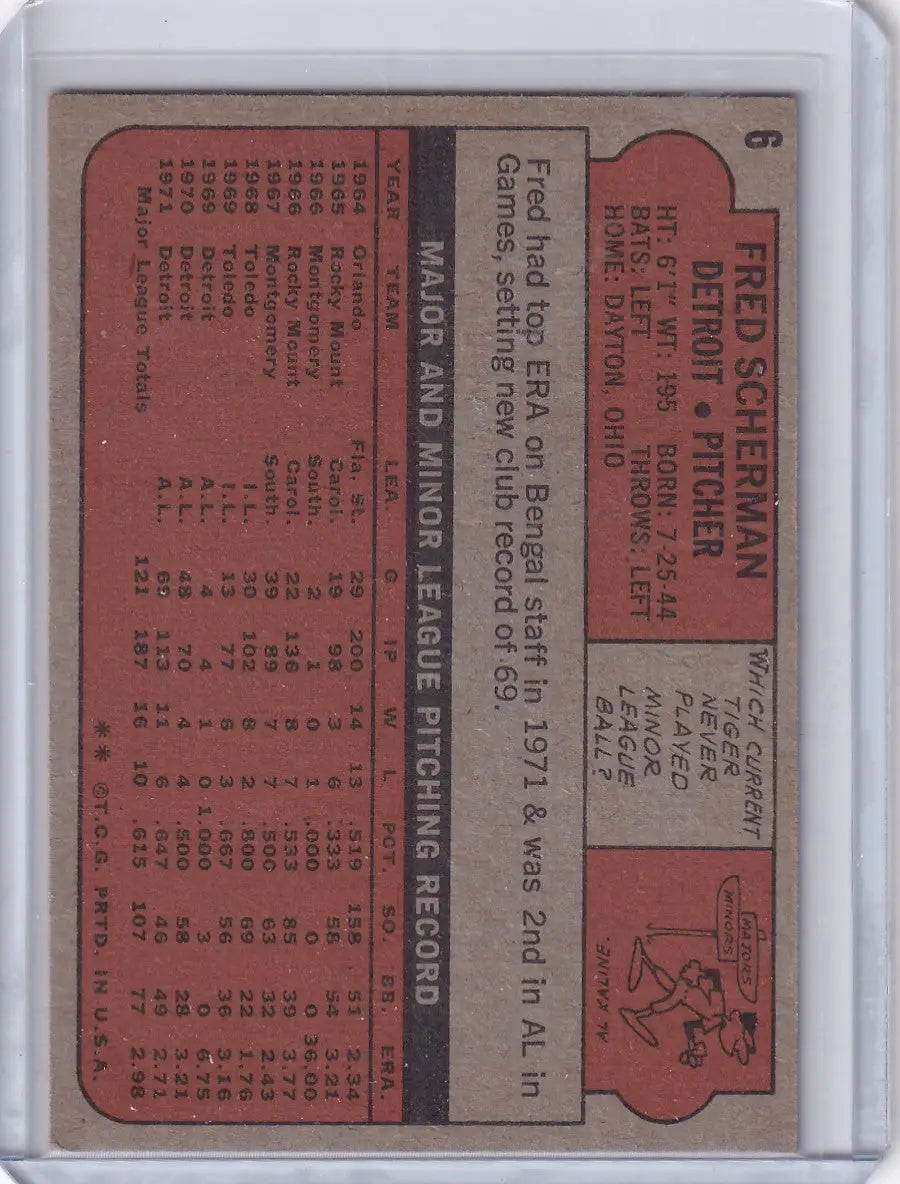 6
FRED SCHERMAN
DETROIT • PITCHER
HT: 6'1" WT: 195 BORN: 7-25-44
BATS: LEFT THROWS: LEFT
HOME: DAYTON, OHIO
WHICH CURRENT
TIGER
NEVER
PLAYED
MINOR
LEAGUE
BALL?
MAJORS
MINORS
AL KALINE.
Fred had top ERA on Bengal staff in 1971 & was 2nd in AL in
Games, setting new club record of 69.
MAJOR AND MINOR LEAGUE PITCHING RECORD
YEAR TEAM LEA. G IP W L PCT. SO. BB. ERA.
1964 Orlando Fla. St. 29 200 14 13 .519 158 51 2.34
1965 Rocky Mount Carol. 19 98 3 6 .333 58 54 3.21
1966 Montgomery South. 2 1 0 1 .000 0 0 36.00
1966 Rocky Mount Carol. 22 136 8 7 .533 85 39 3.77
1967 Montgomery South. 39 89 7 7 .500 63 32 2.43
1968 Toledo I.L. 30 102 8 2 .800 69 22 1.76
1969 Toledo I.L. 13 77 6 3 .667 56 36 3.16
1969 Detroit A.L. 4 4 1 0 1.000 3 0 6.75
1970 Detroit A.L. 48 70 4 4 .500 58 28 3.21
1971 Detroit A.L. 69 113 11 6 .647 46 49 2.71
Major League Totals 121 187 16 10 .615 107 77 2.98
** ©T.C.G. PRTD. IN U.S.A.